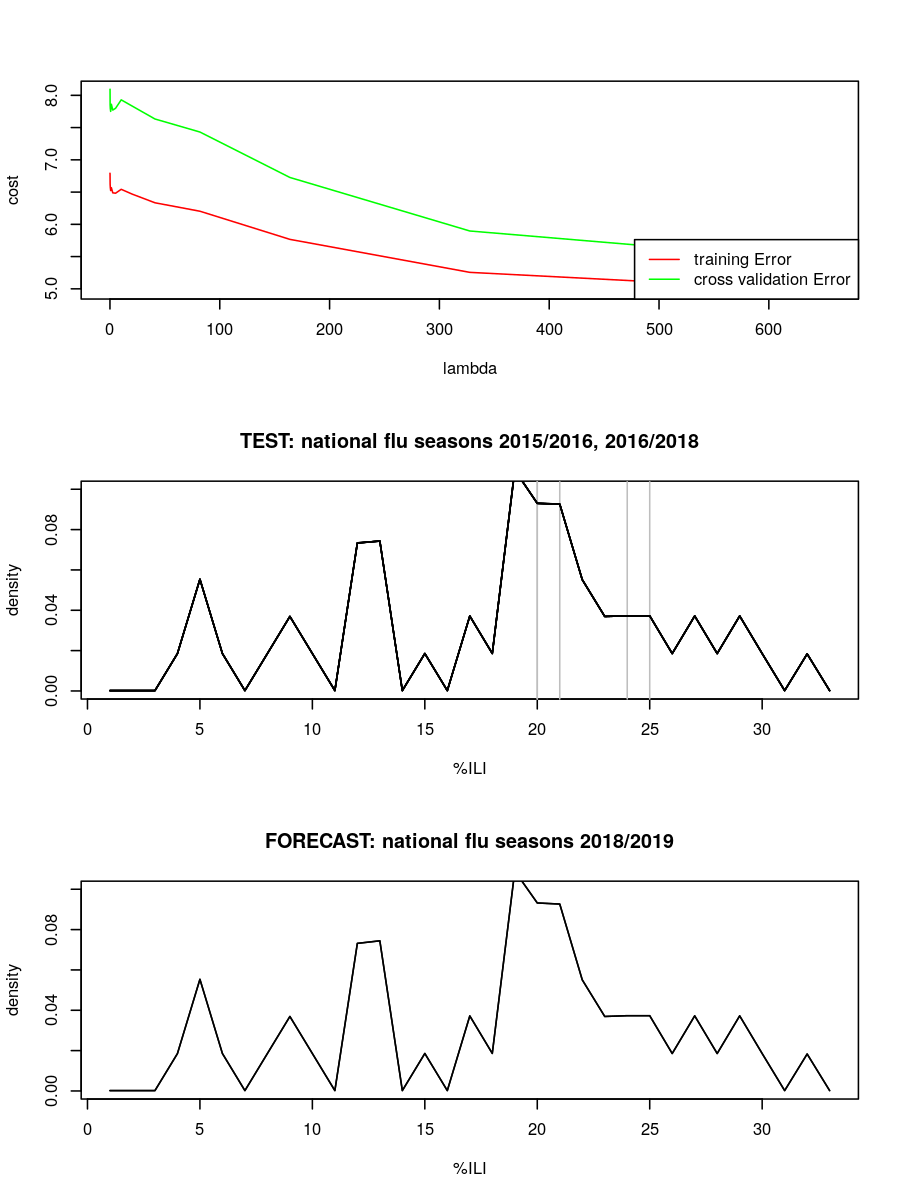 8.0
7.0
6.0
5.0
cost
training Error
cross validation Error
0 100 200 300 400 500 600
lambda
TEST: national flu seasons 2015/2016, 2016/2018
0.08
0.04
0.00
density
0 5 10 15 20 25 30
%ILI
FORECAST: national flu seasons 2018/2019
0.08
0.04
0.00
density
0 5 10 15 20 25 30
%ILI